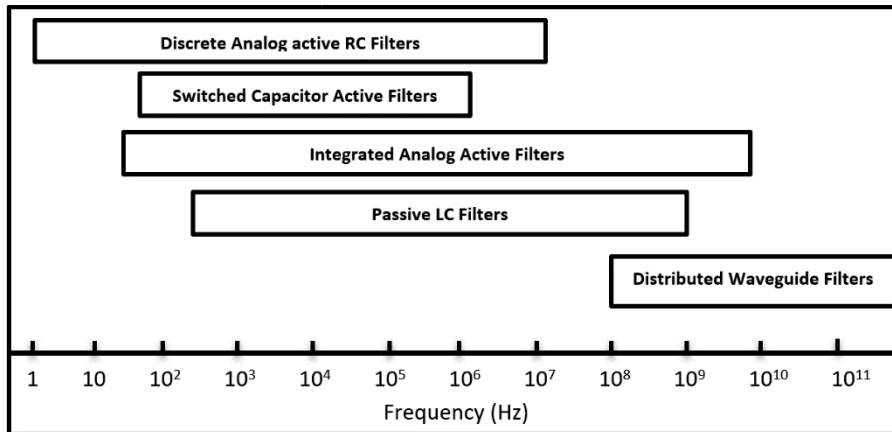 Discrete Analog active RC Filters
Switched Capacitor Active Filters
Integrated Analog Active Filters
Passive LC Filters
Distributed Waveguide Filters
1 10 10² 10³ 10⁴ 10⁵ 10⁶ 10⁷ 10⁸ 10⁹ 10¹⁰ 10¹¹
Frequency (Hz)